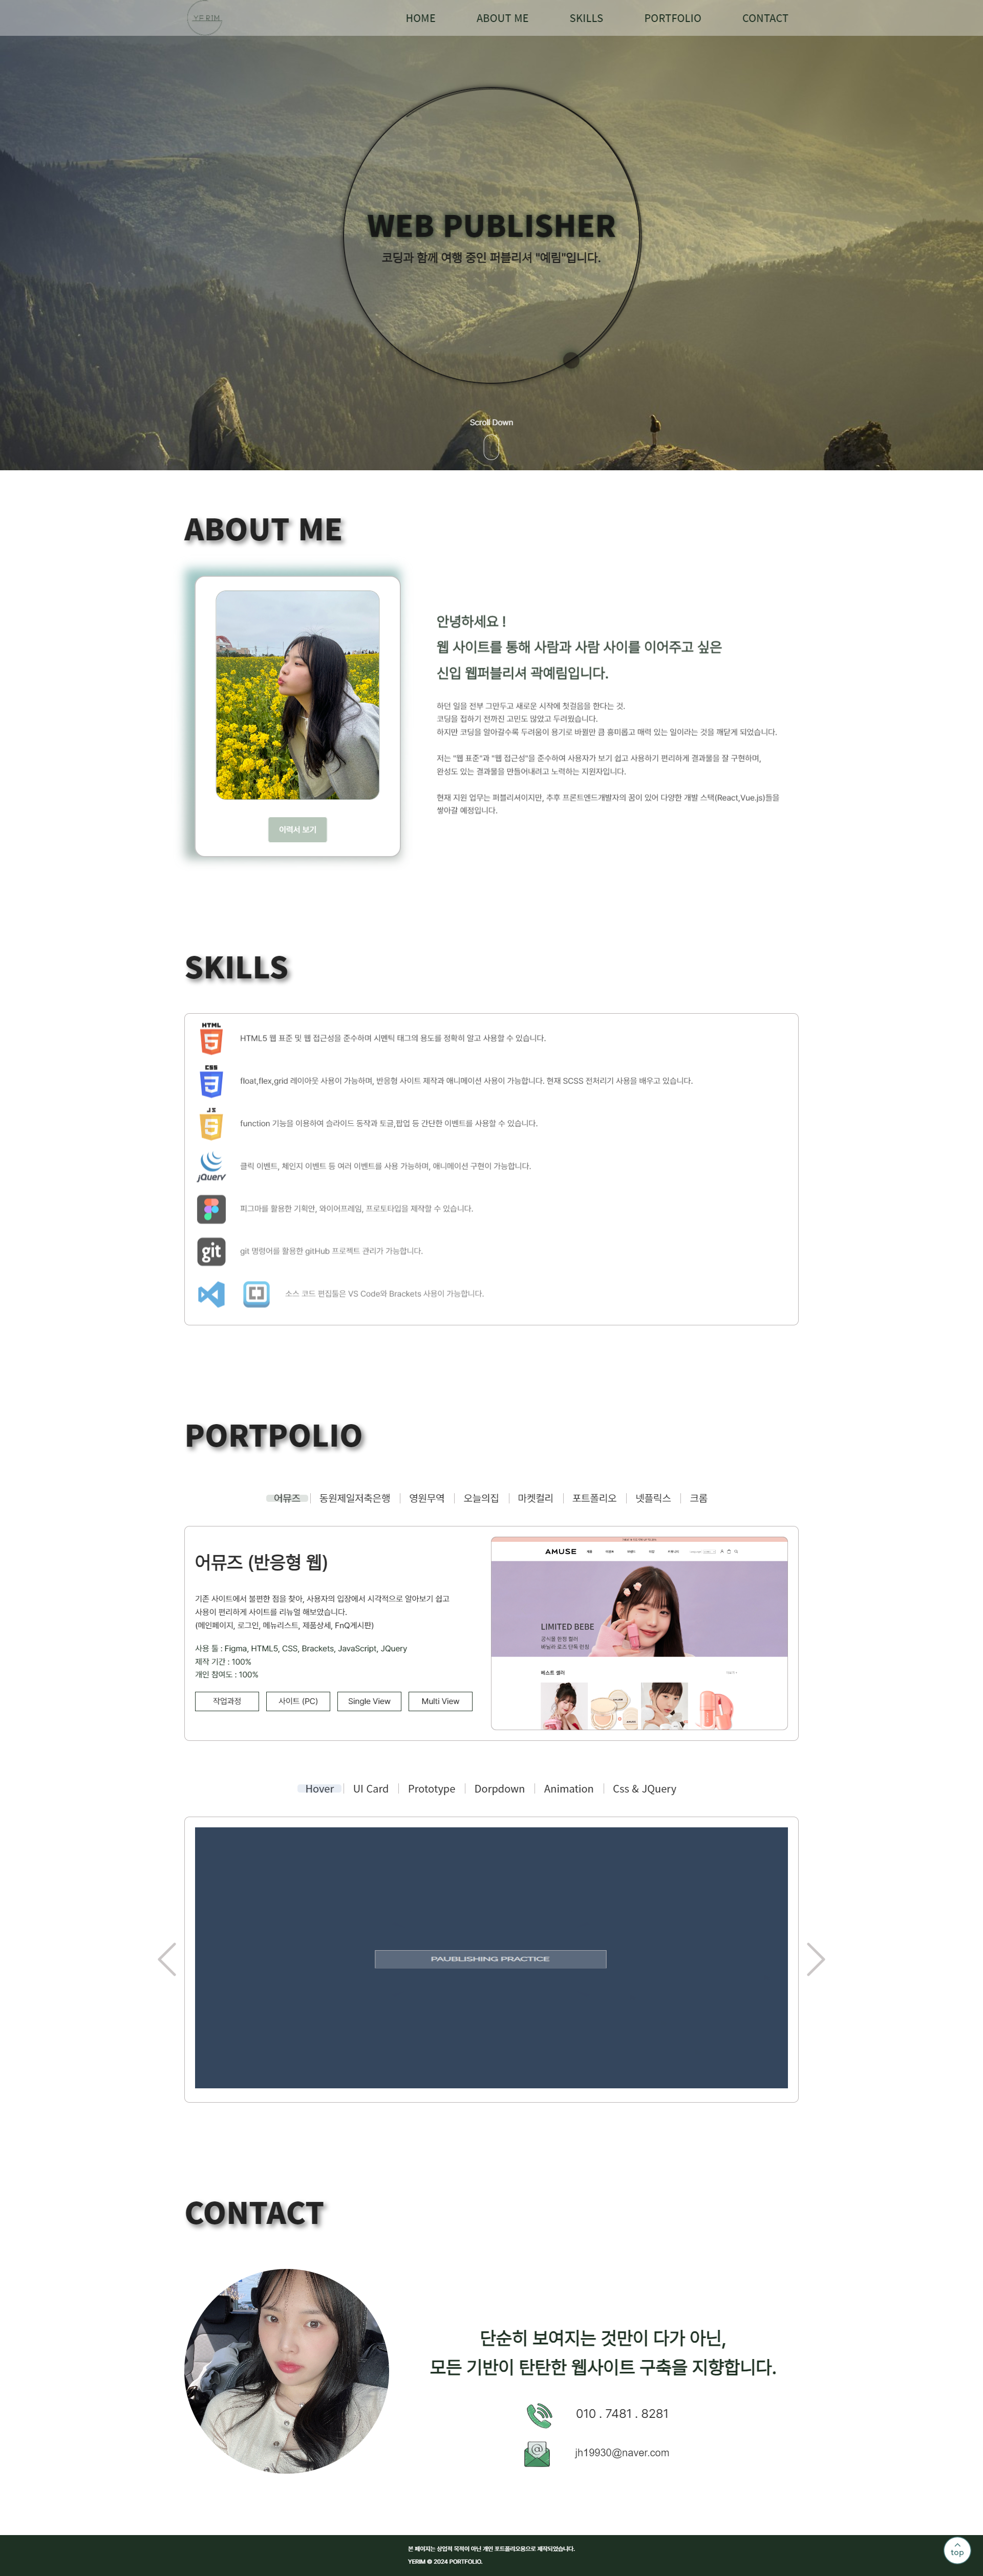 YERIM
HOME
ABOUT ME
SKILLS
PORTFOLIO
CONTACT
WEB PUBLISHER
코딩과 함께 여행 중인 퍼블리셔 "예림"입니다.
Scroll Down
ABOUT ME
이력서 보기
안녕하세요 !
웹 사이트를 통해 사람과 사람 사이를 이어주고 싶은
신입 웹퍼블리셔 곽예림입니다.
하던 일을 전부 그만두고 새로운 시작에 첫걸음을 한다는 것.
코딩을 접하기 전까진 고민도 많았고 두려웠습니다.
하지만 코딩을 알아갈수록 두려움이 용기로 바뀔만 큼 흥미롭고 매력 있는 일이라는 것을 깨닫게 되었습니다.
저는 "웹 표준"과 "웹 접근성"을 준수하여 사용자가 보기 쉽고 사용하기 편리하게 결과물을 잘 구현하며,
완성도 있는 결과물을 만들어내려고 노력하는 지원자입니다.
현재 지원 업무는 퍼블리셔이지만, 추후 프론트엔드개발자의 꿈이 있어 다양한 개발 스택(React,Vue.js)들을
쌓아갈 예정입니다.
SKILLS
HTML
HTML5 웹 표준 및 웹 접근성을 준수하며 시멘틱 태그의 용도를 정확히 알고 사용할 수 있습니다.
CSS
float,flex,grid 레이아웃 사용이 가능하며, 반응형 사이트 제작과 애니메이션 사용이 가능합니다. 현재 SCSS 전처리기 사용을 배우고 있습니다.
JS
function 기능을 이용하여 슬라이드 동작과 토글,팝업 등 간단한 이벤트를 사용할 수 있습니다.
jQuery
클릭 이벤트, 체인지 이벤트 등 여러 이벤트를 사용 가능하며, 애니메이션 구현이 가능합니다.
피그마를 활용한 기획안, 와이어프레임, 프로토타입을 제작할 수 있습니다.
git
git 명령어를 활용한 gitHub 프로젝트 관리가 가능합니다.
소스 코드 편집툴은 VS Code와 Brackets 사용이 가능합니다.
PORTPOLIO
어뮤즈
동원제일저축은행
영원무역
오늘의집
마켓컬리
포트폴리오
넷플릭스
크롬
어뮤즈 (반응형 웹)
기존 사이트에서 불편한 점을 찾아, 사용자의 입장에서 시각적으로 알아보기 쉽고
사용이 편리하게 사이트를 리뉴얼 해보았습니다.
(메인페이지, 로그인, 메뉴리스트, 제품상세, FnQ게시판)
사용 툴 : Figma, HTML5, CSS, Brackets, JavaScript, JQuery
제작 기간 : 100%
개인 참여도 : 100%
작업과정
사이트 (PC)
Single View
Multi View
AMUSE
LIMITED BEBE
공식몰 한정 컬러
베스트 셀러
Hover
UI Card
Prototype
Dorpdown
Animation
Css & JQuery
PAUBLISHING PRACTICE
CONTACT
단순히 보여지는 것만이 다가 아닌,
모든 기반이 탄탄한 웹사이트 구축을 지향합니다.
010 . 7481 . 8281
jh19930@naver.com
본 페이지는 상업적 목적이 아닌 개인 포트폴리오용으로 제작되었습니다.
YERIM © 2024 PORTFOLIO.
top